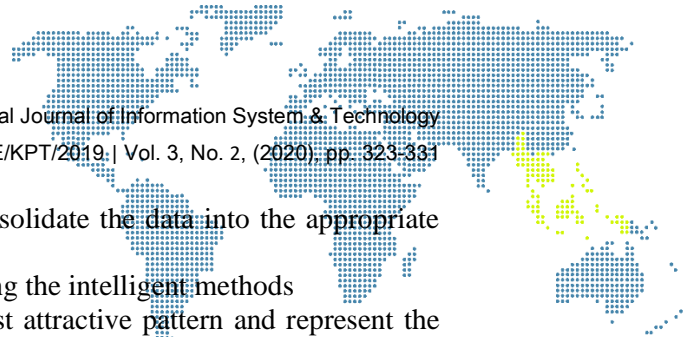 al Journal of Information System & Technology
E/KPT/2019 | Vol. 3, No. 2, (2020), pp. 323-331
solidate the data into the appropriate
ng the intelligent methods
st attractive pattern and represent the